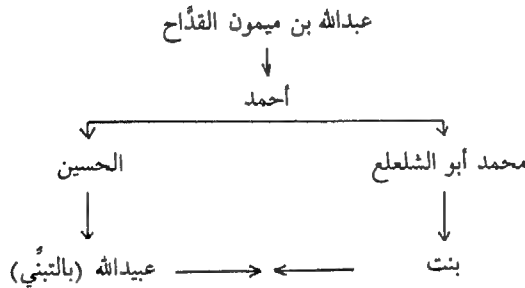 عبدالله بن ميمون القدَّاح
أحمد
محمد أبو الشلعلع الحسين
بنت عبيدالله (بالتبنَّي)